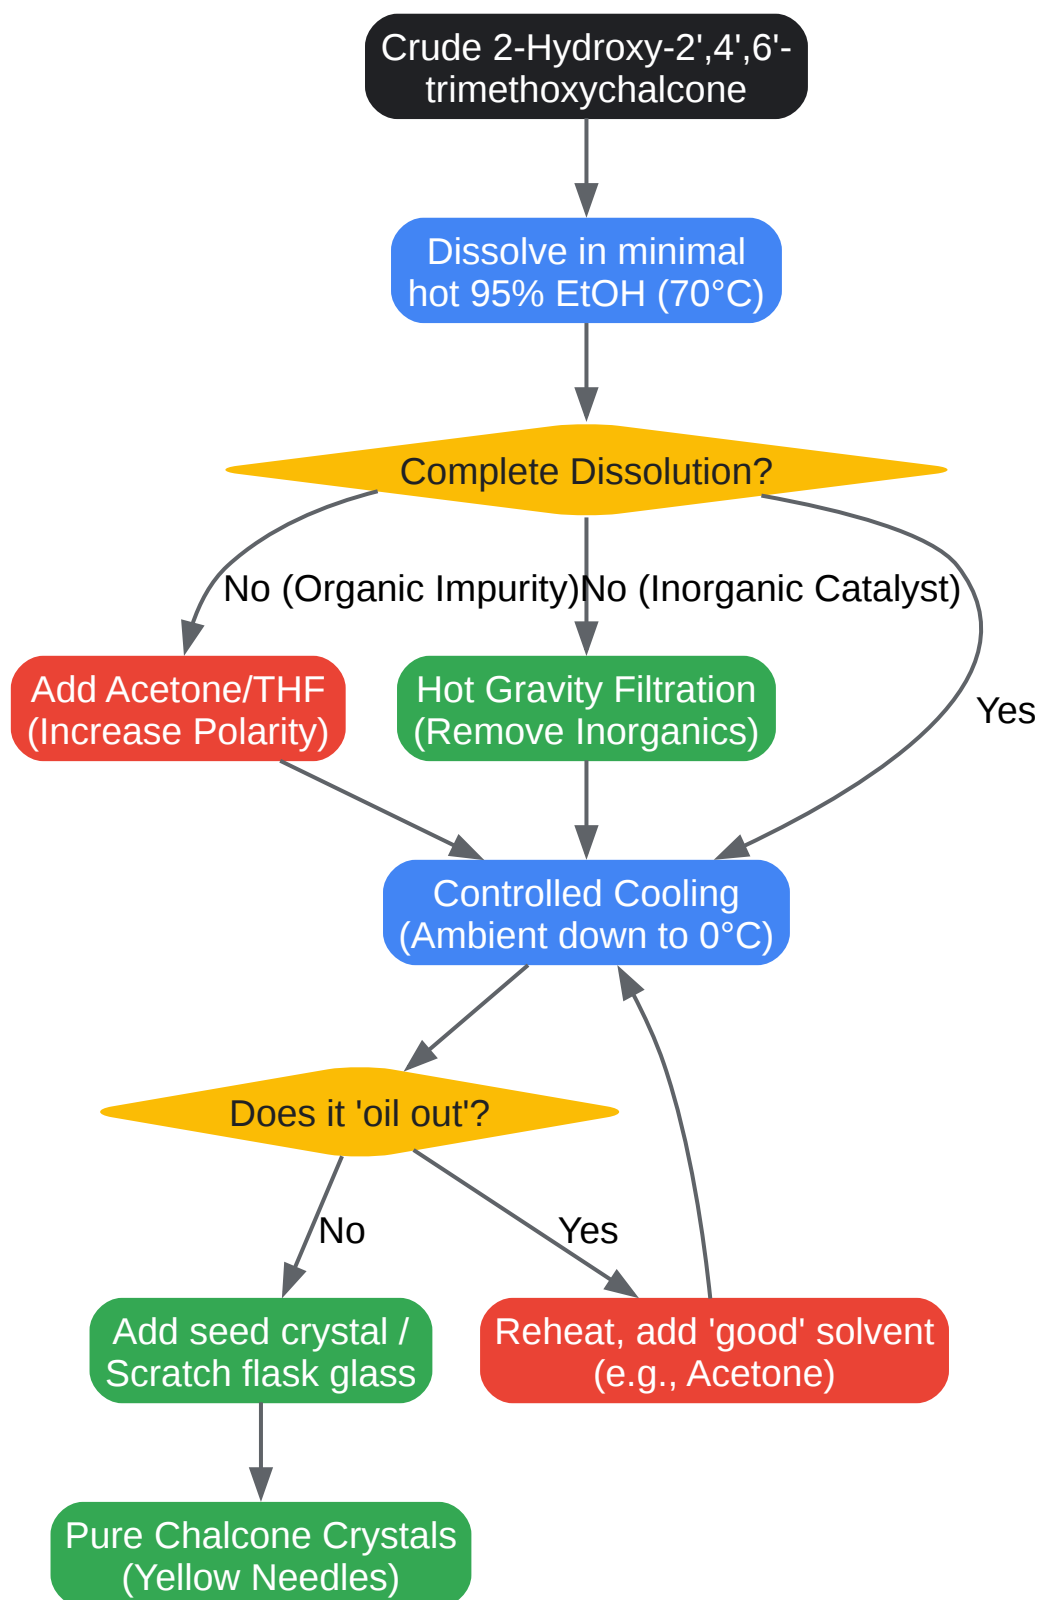 Crude 2-Hydroxy-2',4',6'-
trimethoxychalcone
Dissolve in minimal
hot 95% EtOH (70°C)
Complete Dissolution?
No (Organic Impurity)
No (Inorganic Catalyst)
Yes
Add Acetone/THF
(Increase Polarity)
Hot Gravity Filtration
(Remove Inorganics)
Controlled Cooling
(Ambient down to 0°C)
Does it 'oil out'?
No
Yes
Add seed crystal /
Scratch flask glass
Reheat, add 'good' solvent
(e.g., Acetone)
Pure Chalcone Crystals
(Yellow Needles)